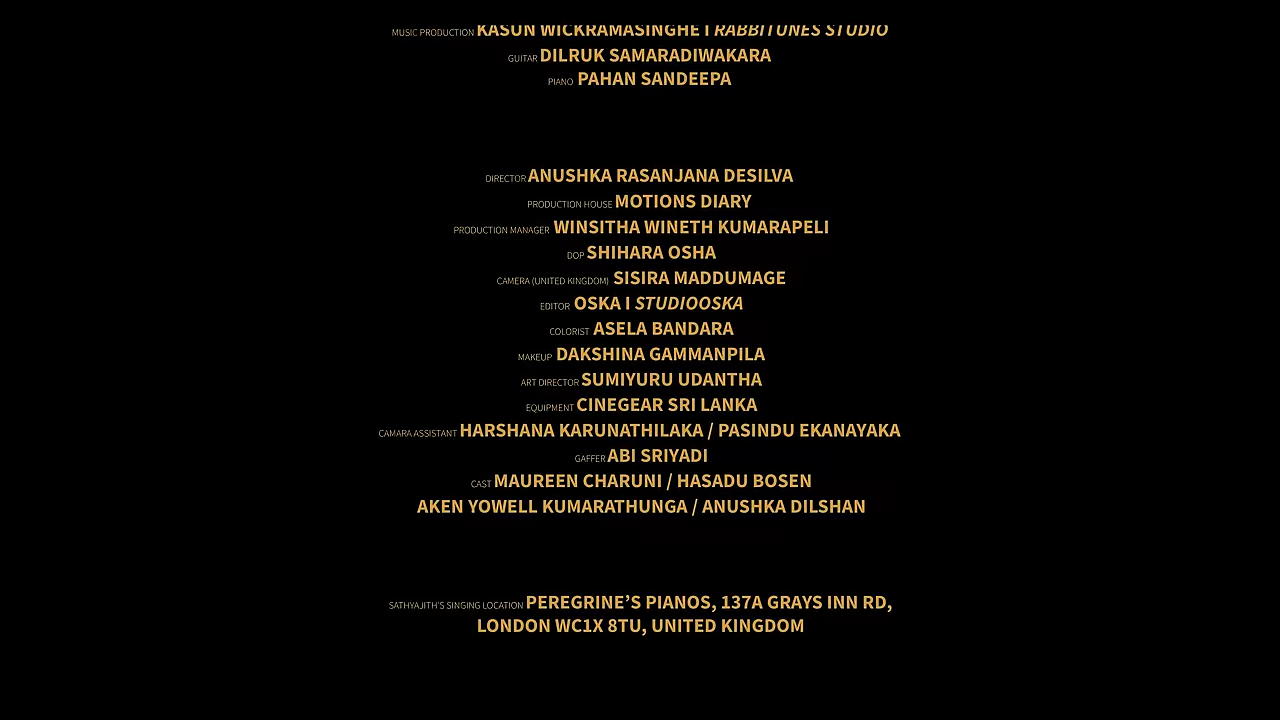 MUSIC PRODUCTION KASUN WICKRAMASINGHE I RABBITUNES STUDIO
GUITAR DILRUK SAMARADIWAKARA
PIANO PAHAN SANDEEPA
DIRECTOR ANUSHKA RASANJANA DESILVA
PRODUCTION HOUSE MOTIONS DIARY
PRODUCTION MANAGER WINSITHA WINETH KUMARAPELI
DOP SHIHARA OSHA
CAMERA (UNITED KINGDOM) SISIRA MADDUMAGE
EDITOR OSKA I STUDIOOSKA
COLORIST ASELA BANDARA
MAKEUP DAKSHINA GAMMANPILA
ART DIRECTOR SUMIYURU UDANTHA
EQUIPMENT CINEGEAR SRI LANKA
CAMARA ASSISTANT HARSHANA KARUNATHILAKA / PASINDU EKANAYAKA
GAFFER ABI SRIYADI
CAST MAUREEN CHARUNI / HASADU BOSEN
AKEN YOWELL KUMARATHUNGA / ANUSHKA DILSHAN
SATHYAJITH'S SINGING LOCATION PEREGRINE'S PIANOS, 137A GRAYS INN RD,
LONDON WC1X 8TU, UNITED KINGDOM